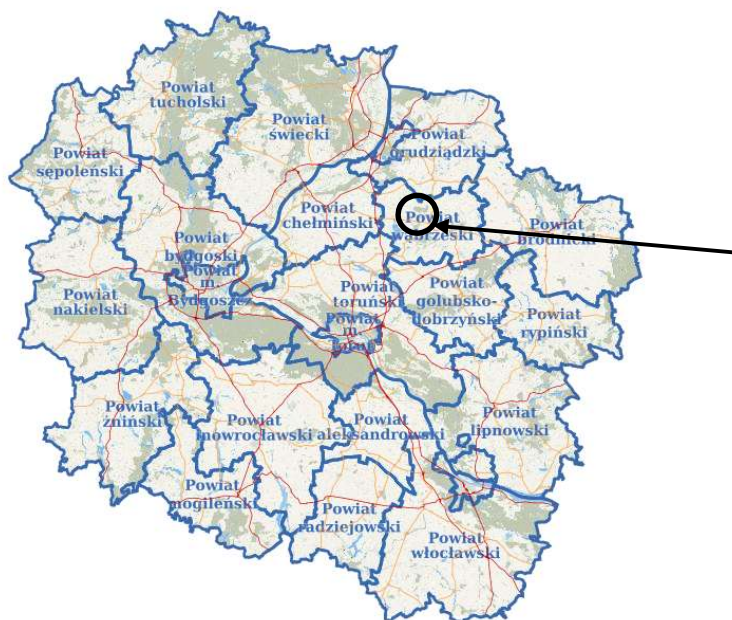 Powiat
tucholski
Powiat
świecki
Powiat
grudziądzki
Powiat
sępoleński
Powiat
chełmiński
Powiat
wąbrzeski
Powiat
brodnicki
Powiat
bydgoski
Powiat
m.
Bydgoszcz
Powiat
nakielski
Powiat
toruński
Powiat
m.
Toruń
Powiat
golubsko-
dobrzyński
Powiat
rypiński
Powiat
żniński
Powiat
inowrocławski
Powiat
aleksandrowski
Powiat
lipnowski
Powiat
mogileński
Powiat
radziejowski
Powiat
włocławski